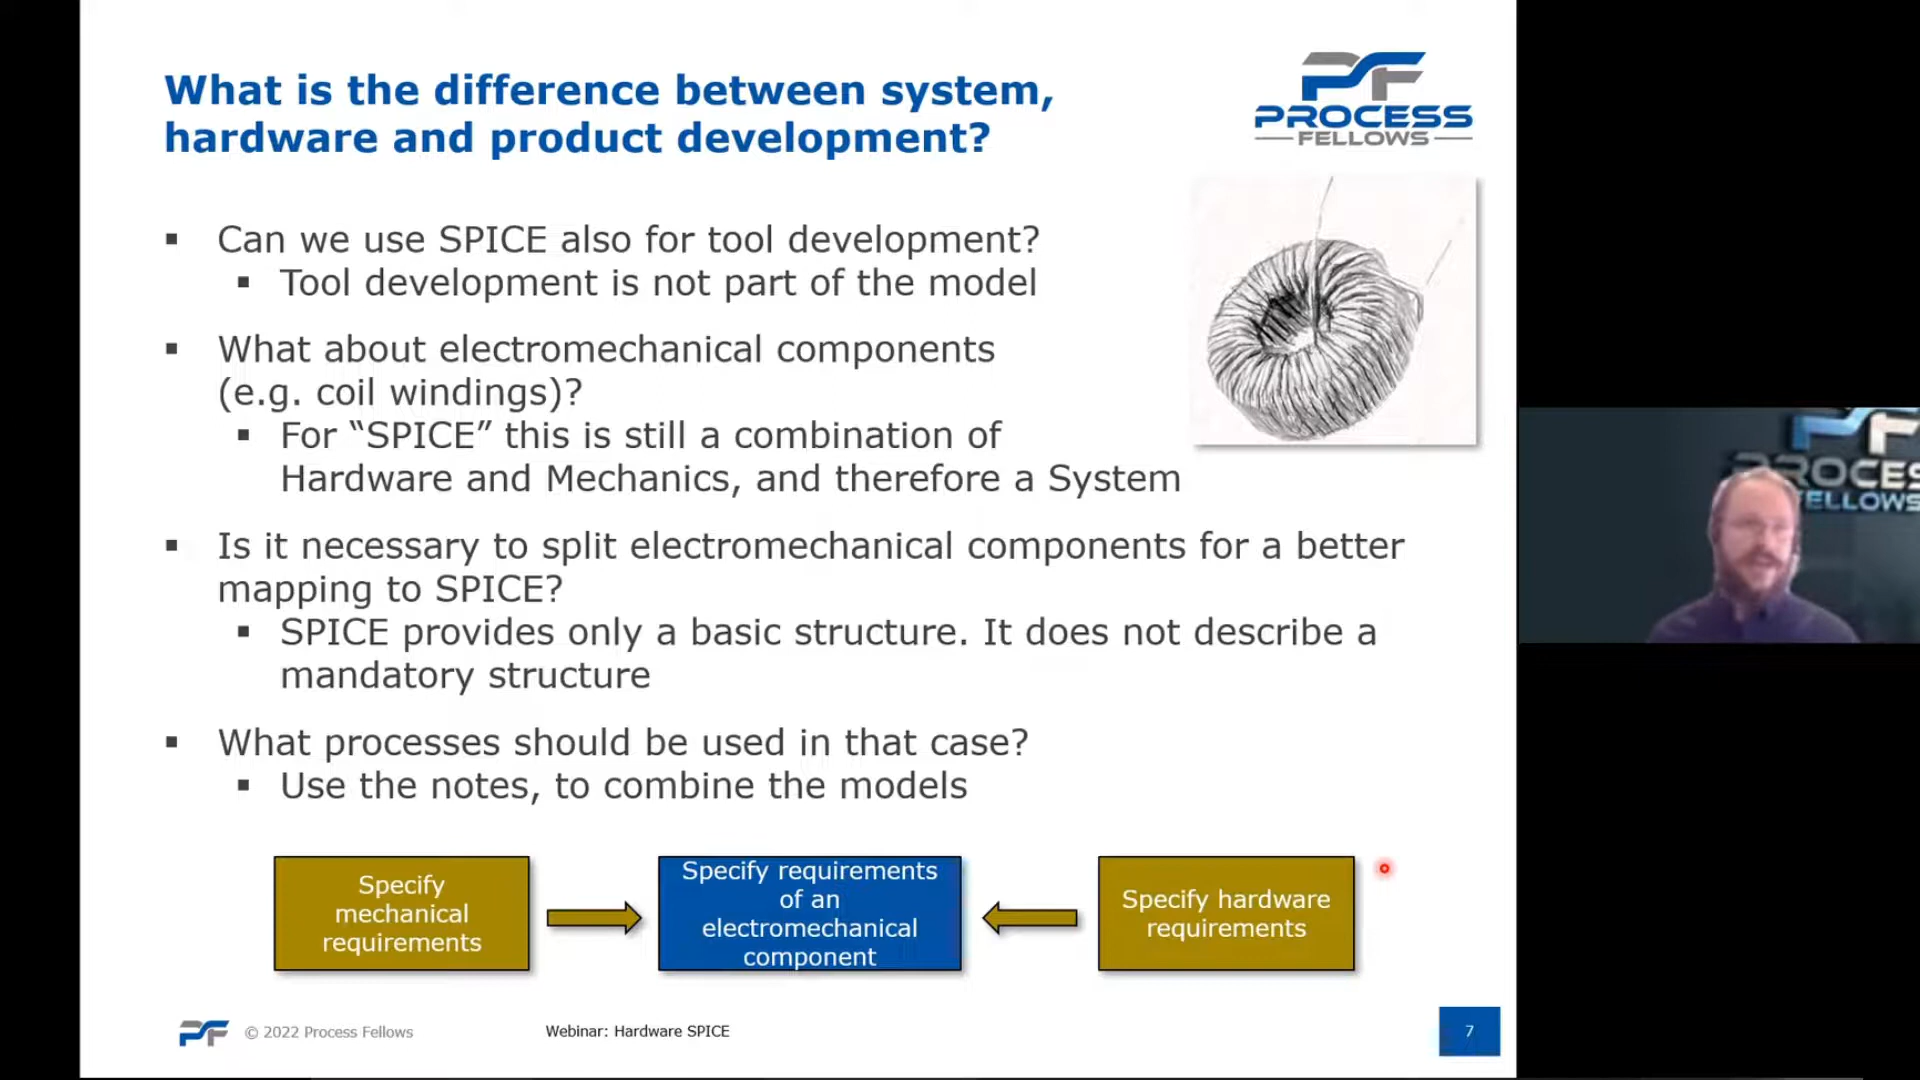 What is the difference between system,
hardware and product development?
PF
PROCESS
FELLOWS
▪ Can we use SPICE also for tool development?
▪ Tool development is not part of the model
▪ What about electromechanical components
(e.g. coil windings)?
▪ For “SPICE” this is still a combination of
Hardware and Mechanics, and therefore a System
▪ Is it necessary to split electromechanical components for a better
mapping to SPICE?
▪ SPICE provides only a basic structure. It does not describe a
mandatory structure
▪ What processes should be used in that case?
▪ Use the notes, to combine the models
Specify
mechanical
requirements
Specify requirements
of an
electromechanical
component
Specify hardware
requirements
PF
© 2022 Process Fellows
Webinar: Hardware SPICE
7
PF
PROCES
FELLOWS